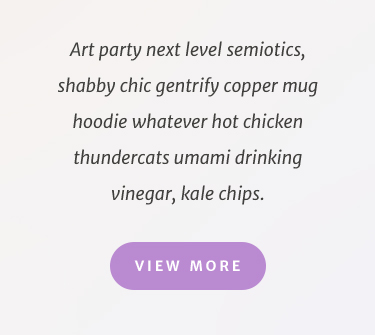 Art party next level semiotics,
shabby chic gentrify copper mug
hoodie whatever hot chicken
thundercats umami drinking
vinegar, kale chips.
VIEW MORE